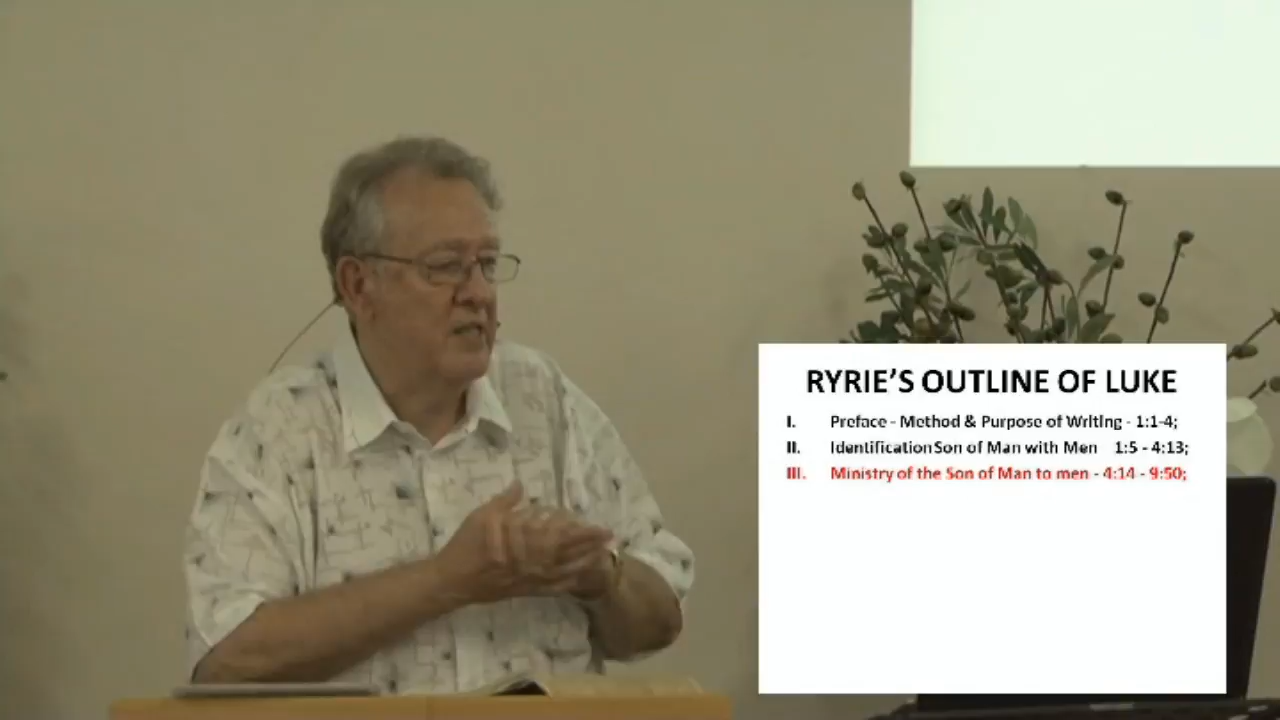 RYRIE'S OUTLINE OF LUKE
I. Preface - Method & Purpose of Writing - 1:1-4;
II. Identification Son of Man with Men 1:5 - 4:13;
III. Ministry of the Son of Man to men - 4:14 - 9:50;